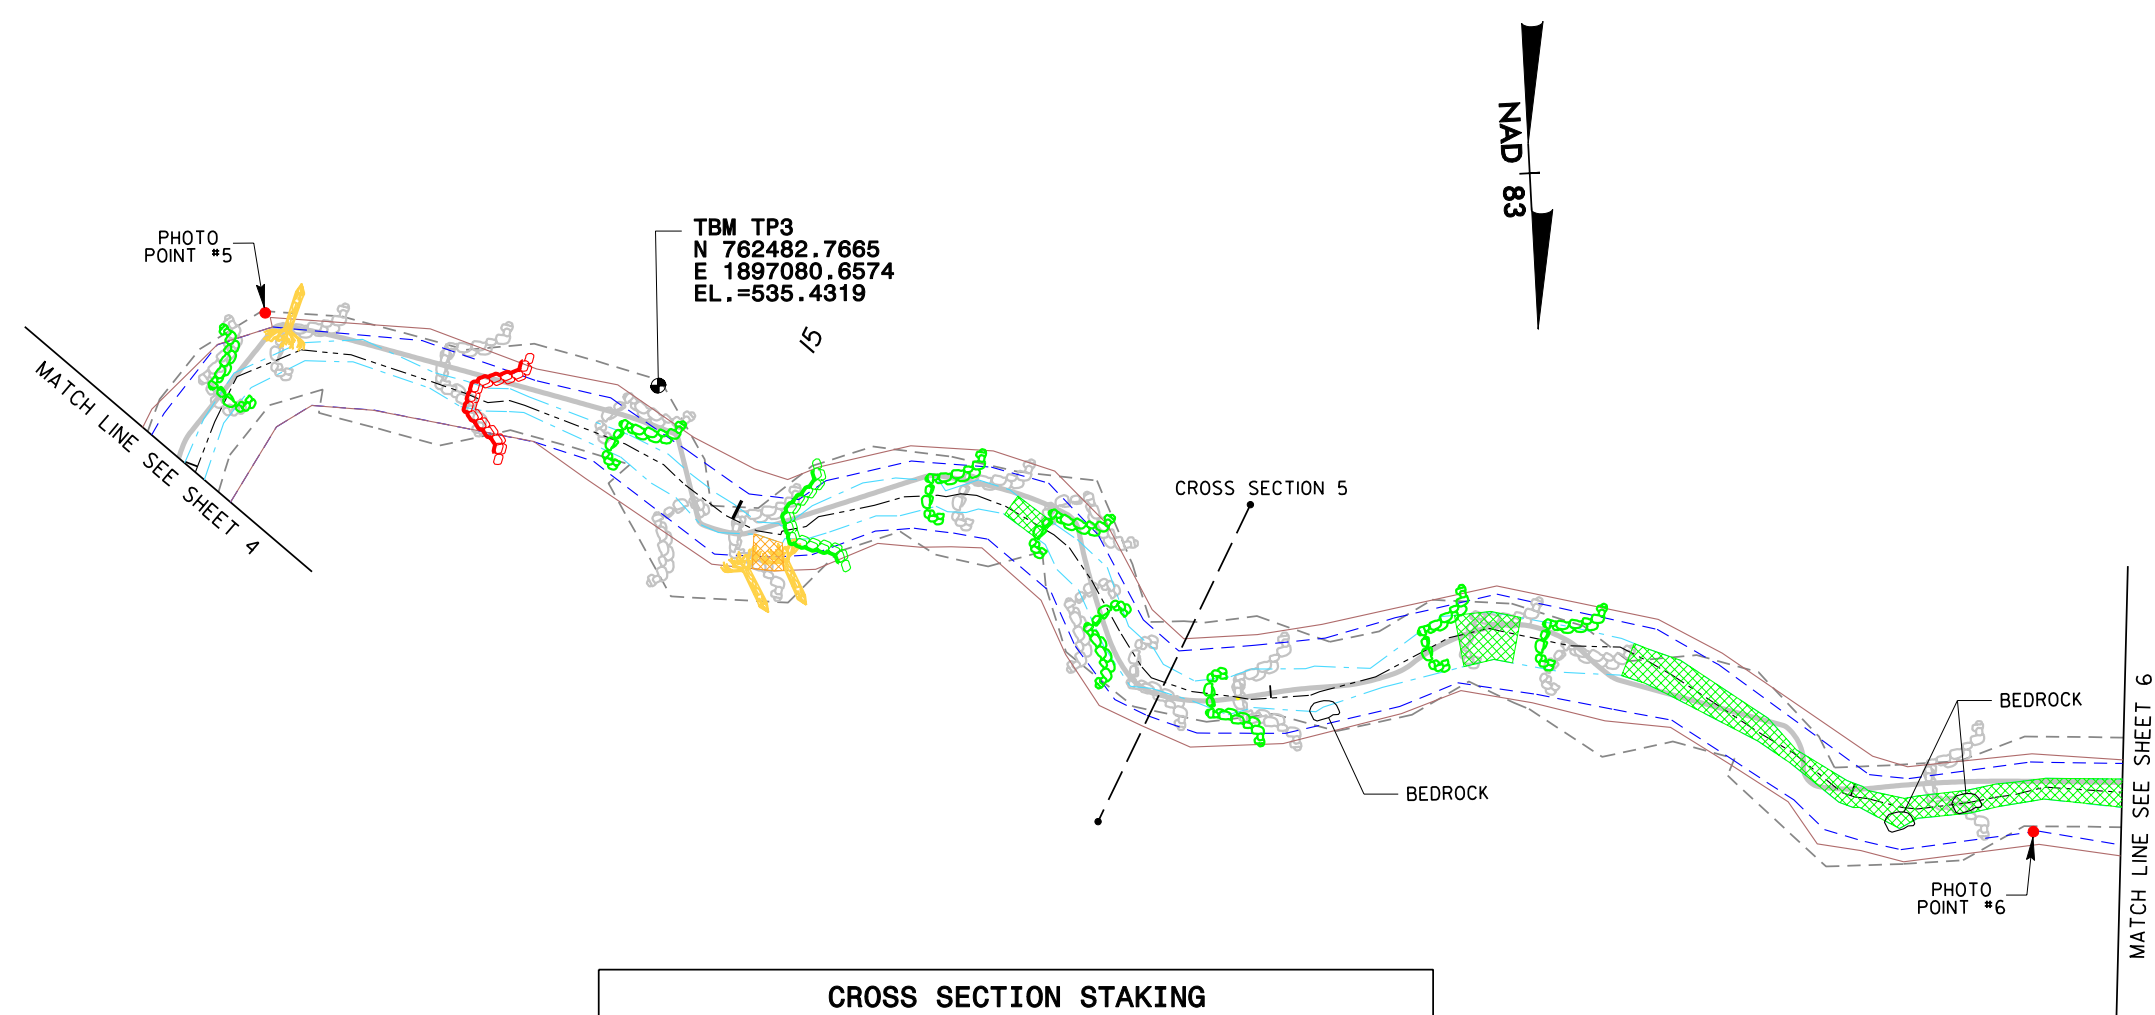 NAD 83
PHOTO
POINT #5
TBM TP3
N 762482.7665
E 1897080.6574
EL.=535.4319
15
MATCH LINE SEE SHEET 4
CROSS SECTION 5
BEDROCK
BEDROCK
PHOTO
POINT #6
MATCH LINE SEE SHEET 6
CROSS SECTION STAKING